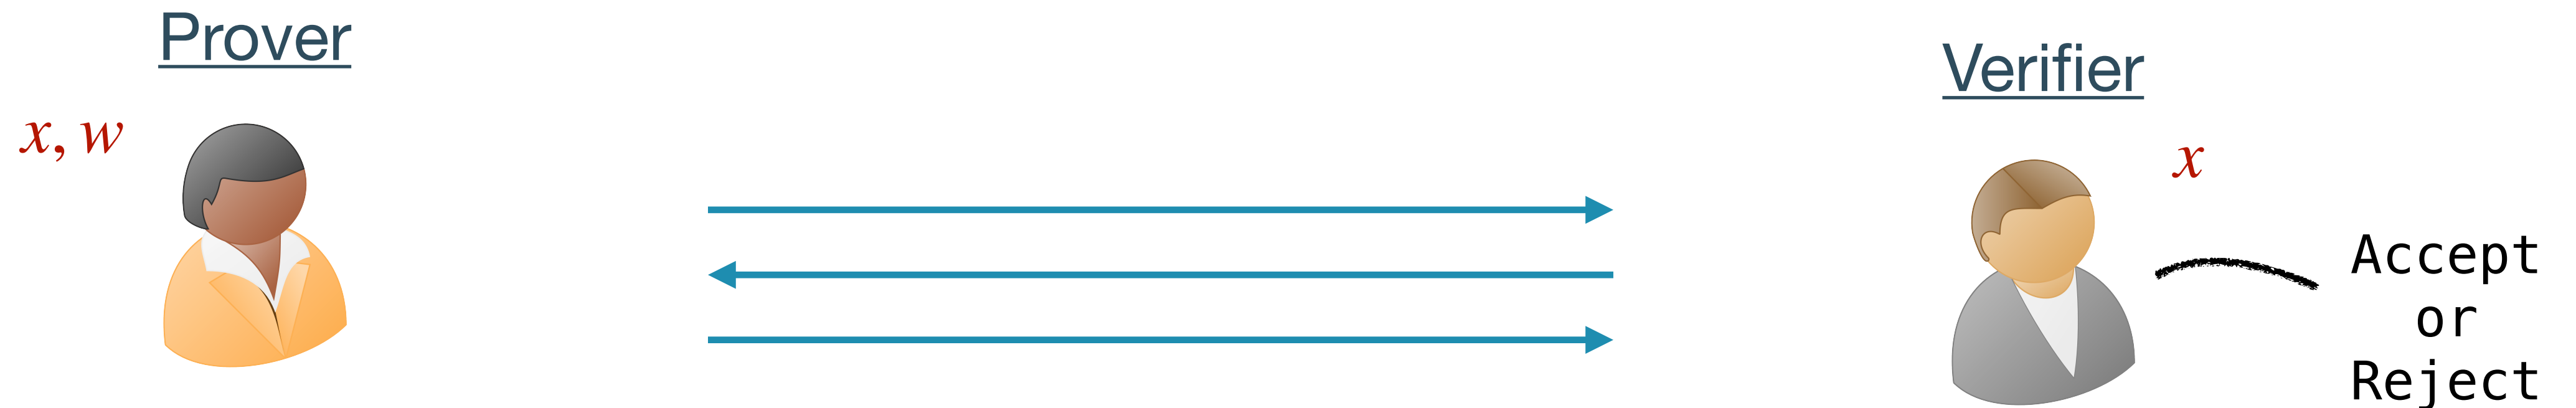 Prover
Verifier
x, w
x
Accept
or
Reject